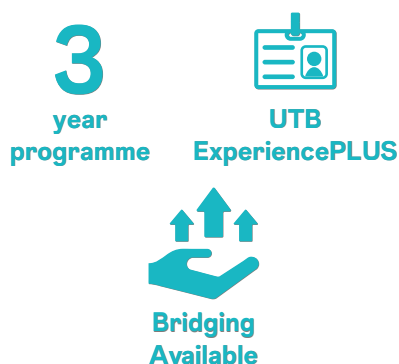 3
year
programme
UTB
ExperiencePLUS
Bridging
Available